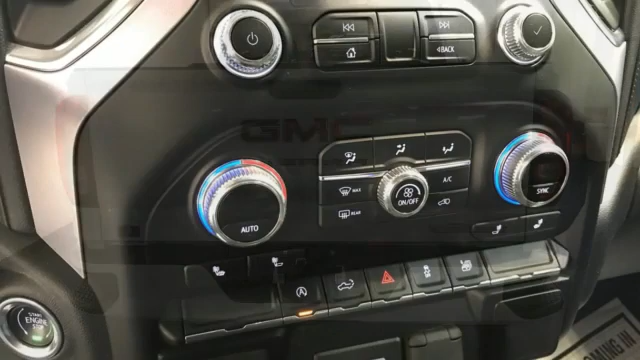 BACK
GMC
A/C
MAX
ON/OFF
SYNC
AUTO
REAR
START
ENGINE
STOP